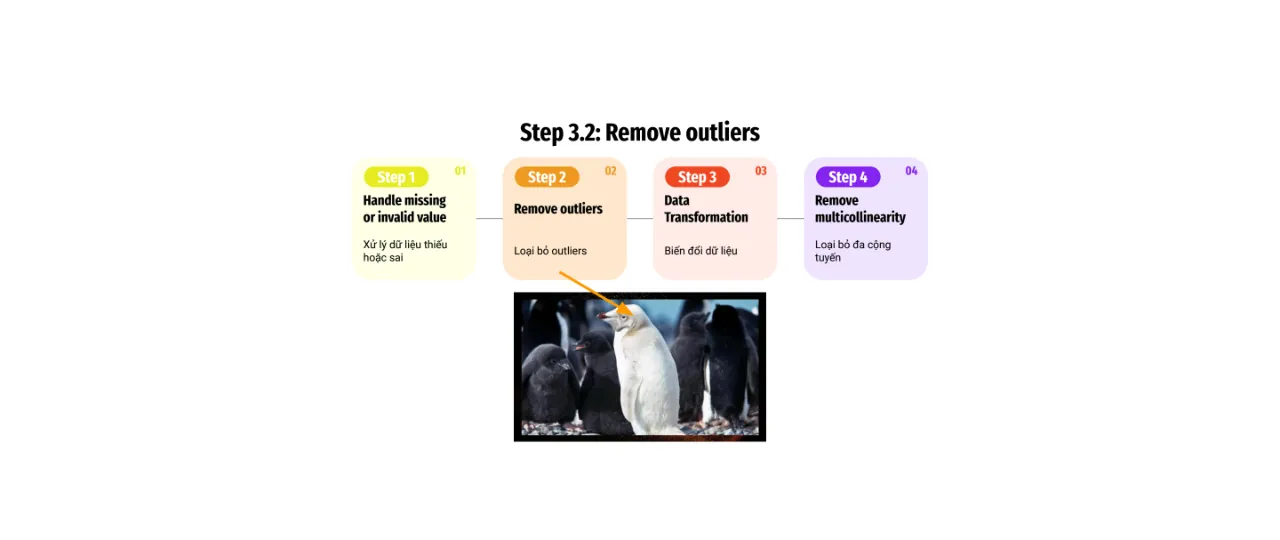 Step 3.2: Remove outliers
Step 1
01
Handle missing
or invalid value
Xử lý dữ liệu thiếu
hoặc sai
Step 2
02
Remove outliers
Loại bỏ outliers
Step 3
03
Data
Transformation
Biến đổi dữ liệu
Step 4
04
Remove
multicollinearity
Loại bỏ đa cộng
tuyến